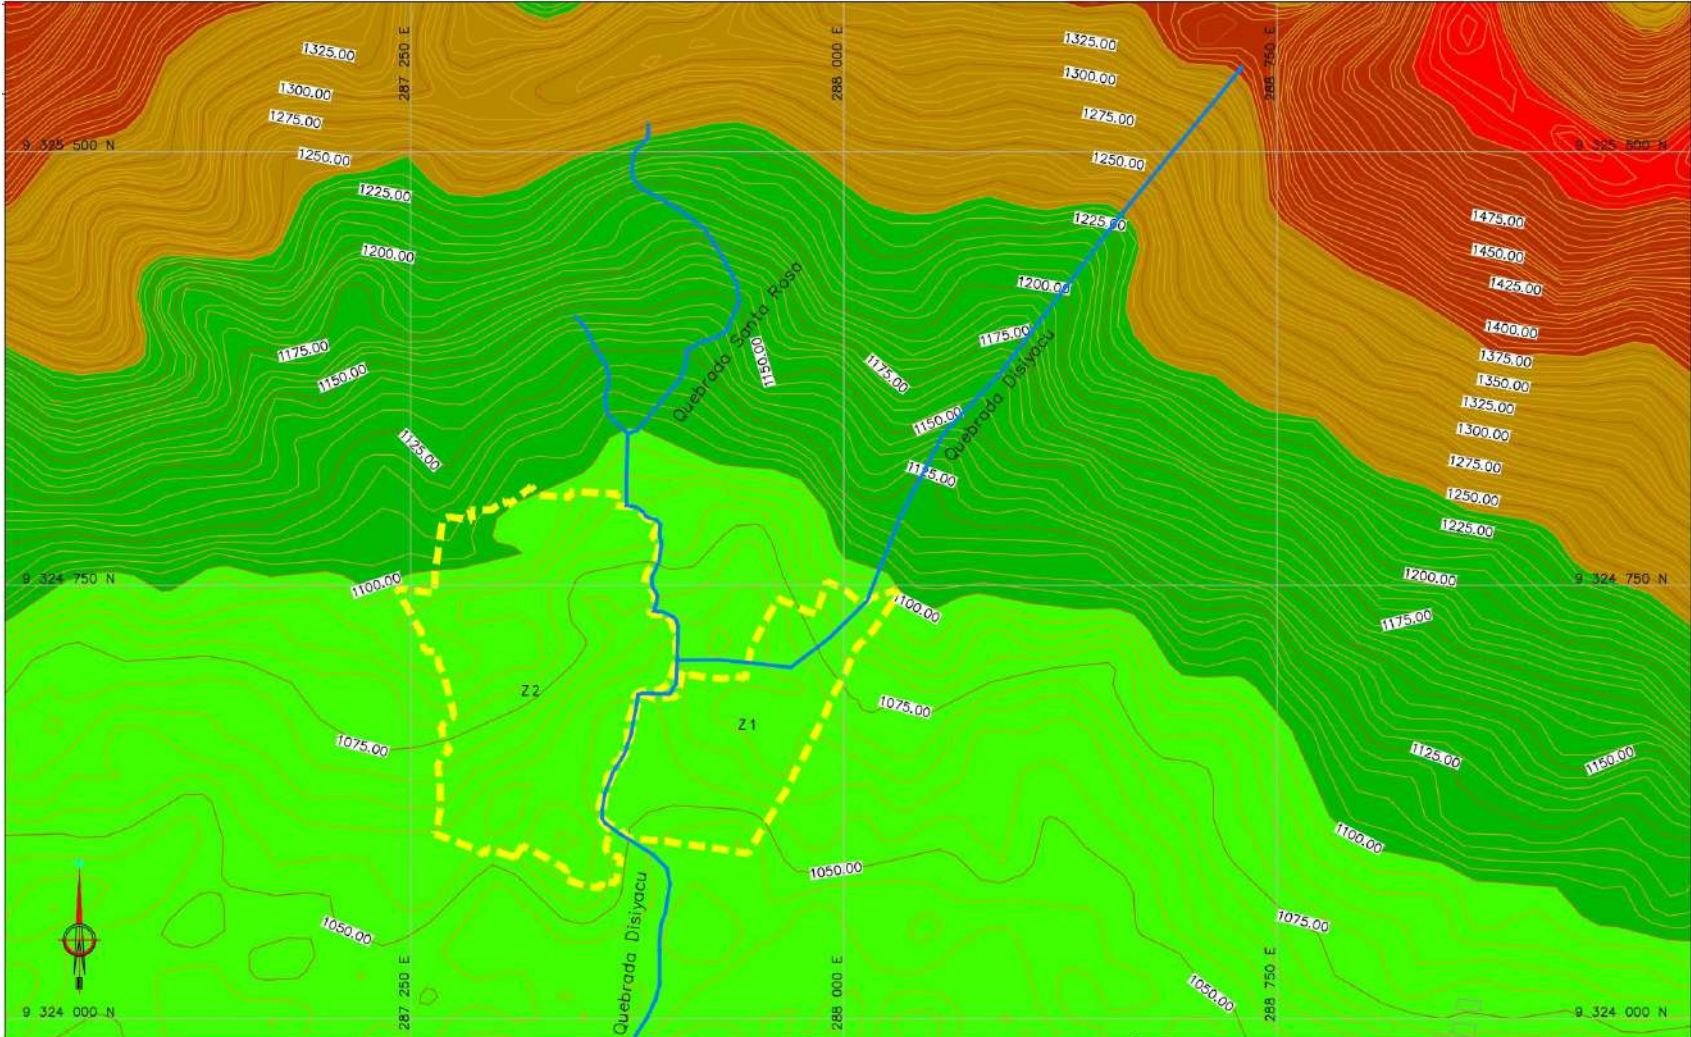 1325.00
287 250 E
288 000 E
1325.00
288 750 E
1300.00
1300.00
1275.00
1275.00
9 325 500 N
9 325 500 N
1250.00
1250.00
1225.00
1225.00
1475.00
1200.00
1450.00
Quebrada Santa Rosa
1200.00
1425.00
1175.00
1175.00
1400.00
1150.00
1150.00
1175.00
Quebrada Disiyacu
1375.00
1350.00
1325.00
1150.00
1300.00
1125.00
1125.00
1275.00
1250.00
1225.00
9 324 750 N
1100.00
1200.00
9 324 750 N
1100.00
1175.00
Z2
1075.00
Z1
1075.00
1125.00
1150.00
1100.00
1050.00
1050.00
1075.00
Quebrada Disiyacu
1050.00
287 250 E
288 000 E
288 750 E
9 324 000 N
9 324 000 N